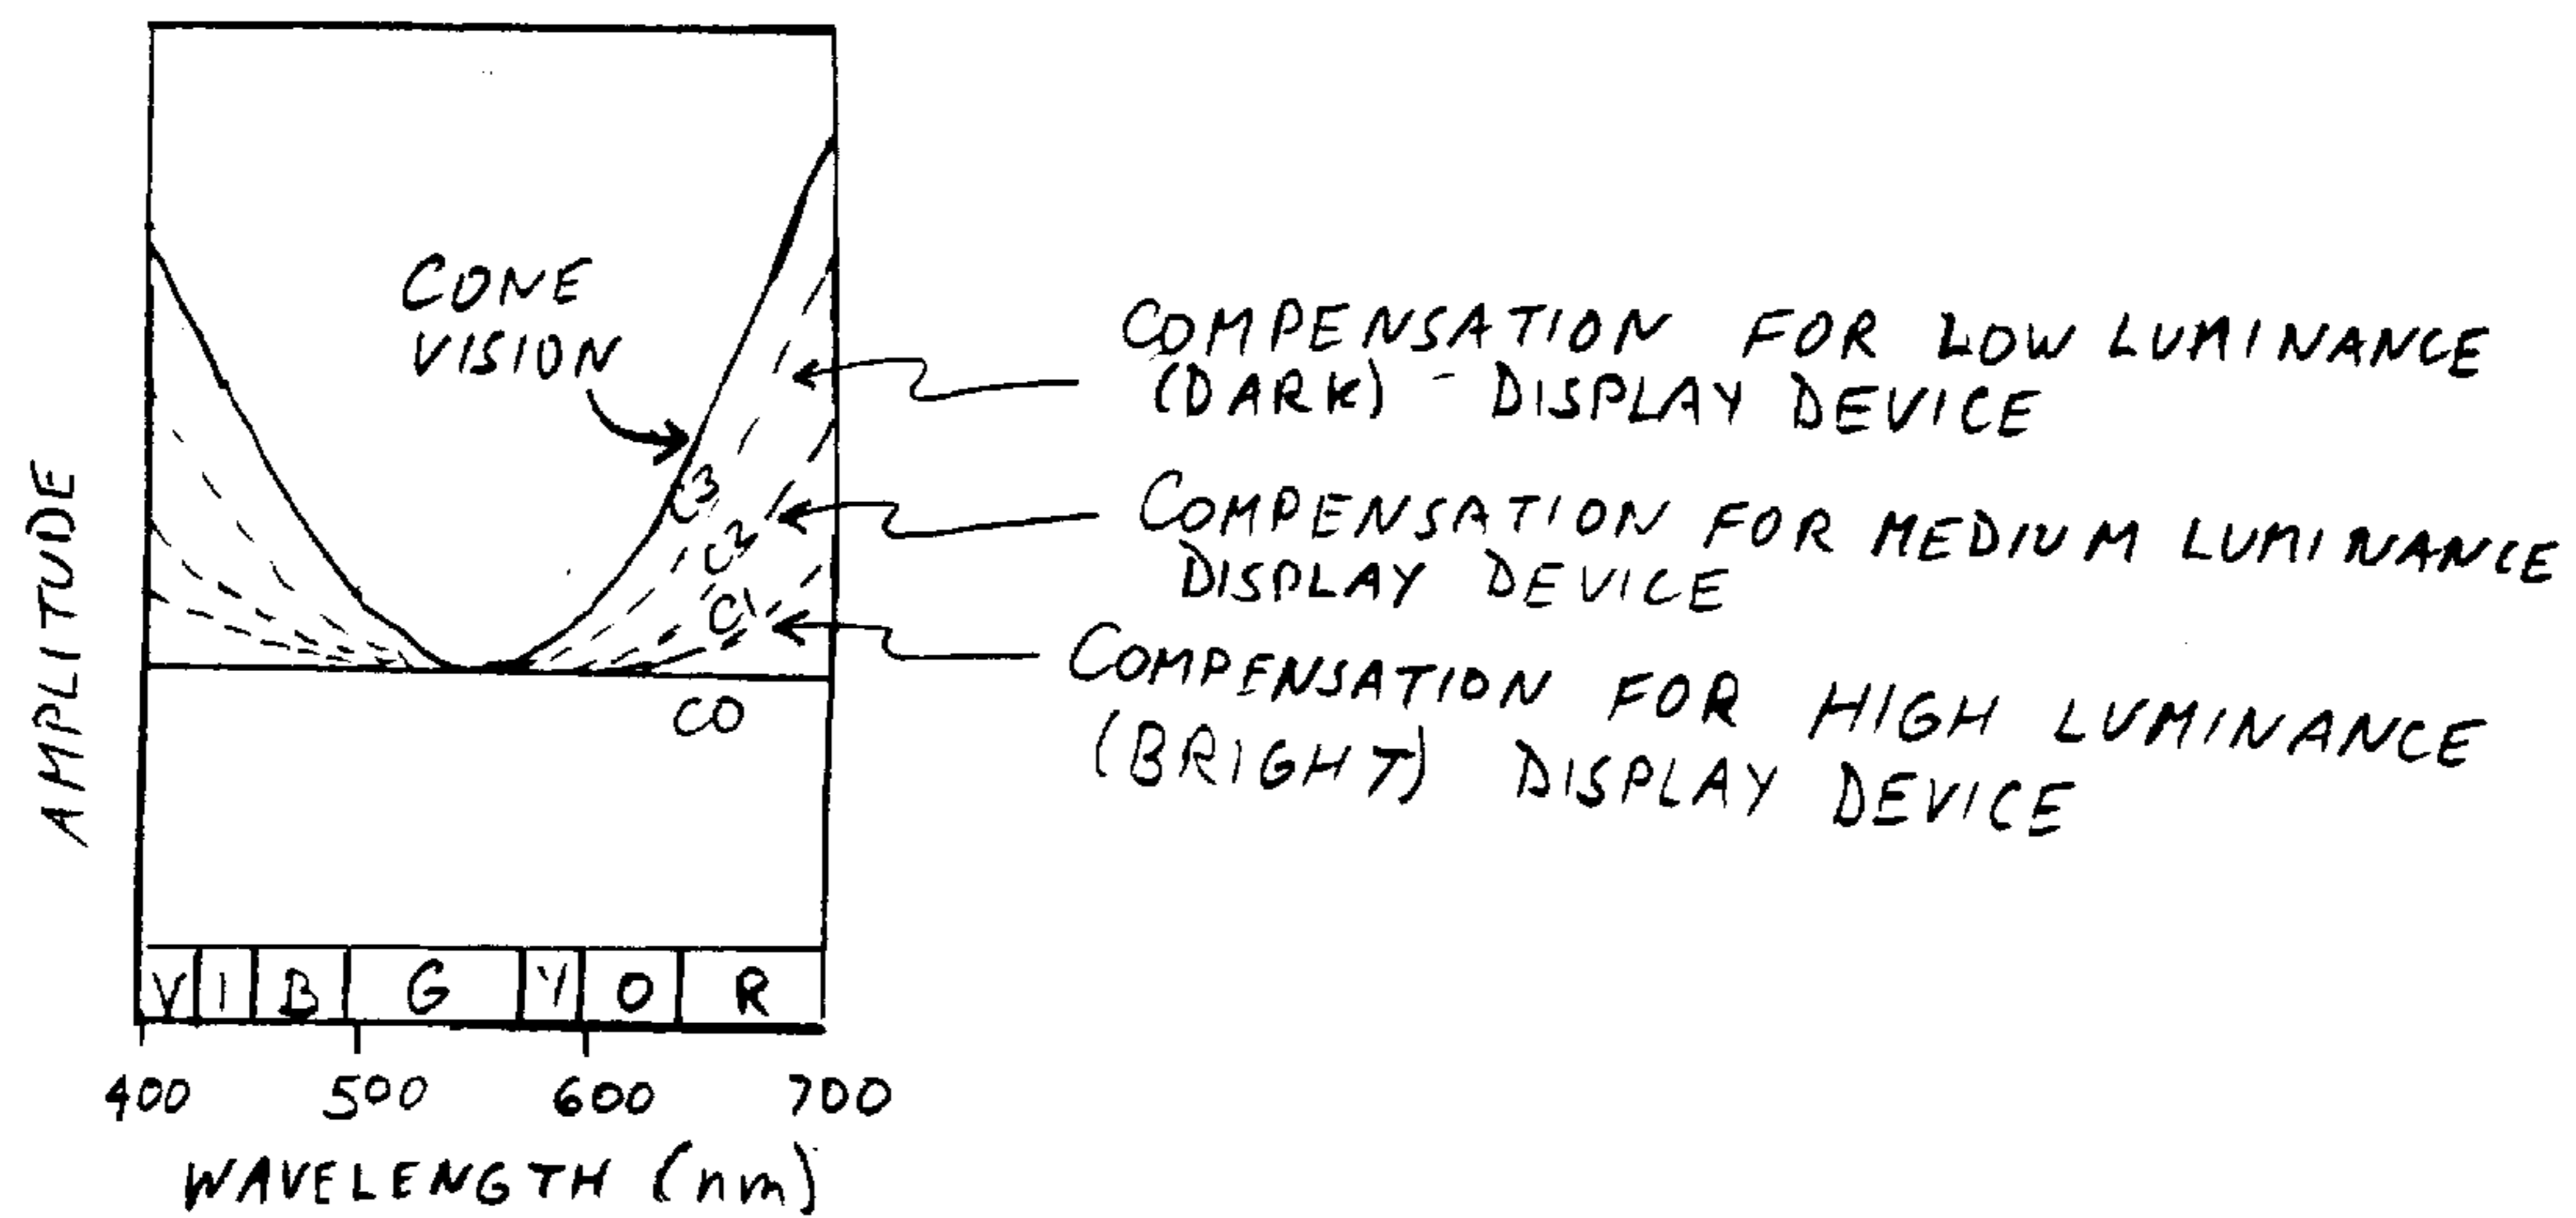 CONE
VISION
COMPENSATION FOR LOW LUMINANCE
(DARK) - DISPLAY DEVICE
C3
COMPENSATION FOR MEDIUM LUMINANCE
DISPLAY DEVICE
C2
C1
COMPENSATION FOR HIGH LUMINANCE
(BRIGHT) DISPLAY DEVICE
CO
AMPLITUDE
V I B G Y O R
400 500 600 700
WAVELENGTH (nm)